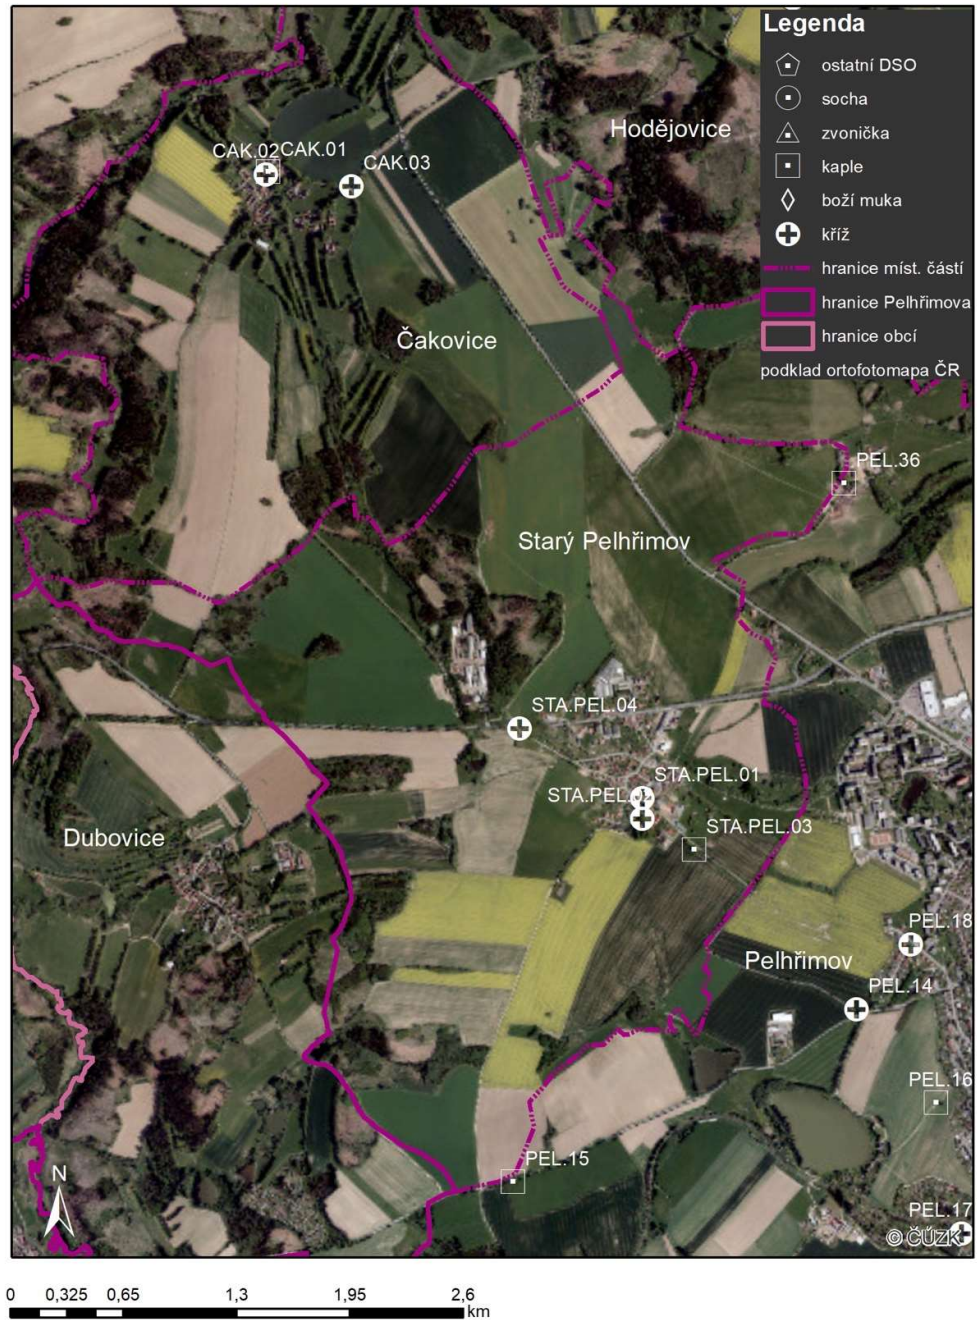 Legenda
ostatní DSO
socha
zvonička
kaple
boží muka
kříž
hranice míst. částí
hranice Pelhřimova
hranice obcí
podklad ortofotomapa ČR
Hodějovice
CAK.02 CAK.01
CAK.03
Čakovice
PEL.36
Starý Pelhřimov
STA.PEL.04
STA.PEL.01
STA.PEL.
STA.PEL.03
Dubovice
PEL.18
Pelhřimov
PEL.14
PEL.16
PEL.15
N
PEL.17
© ČÚZK
0 0,325 0,65 1,3 1,95 2,6
km